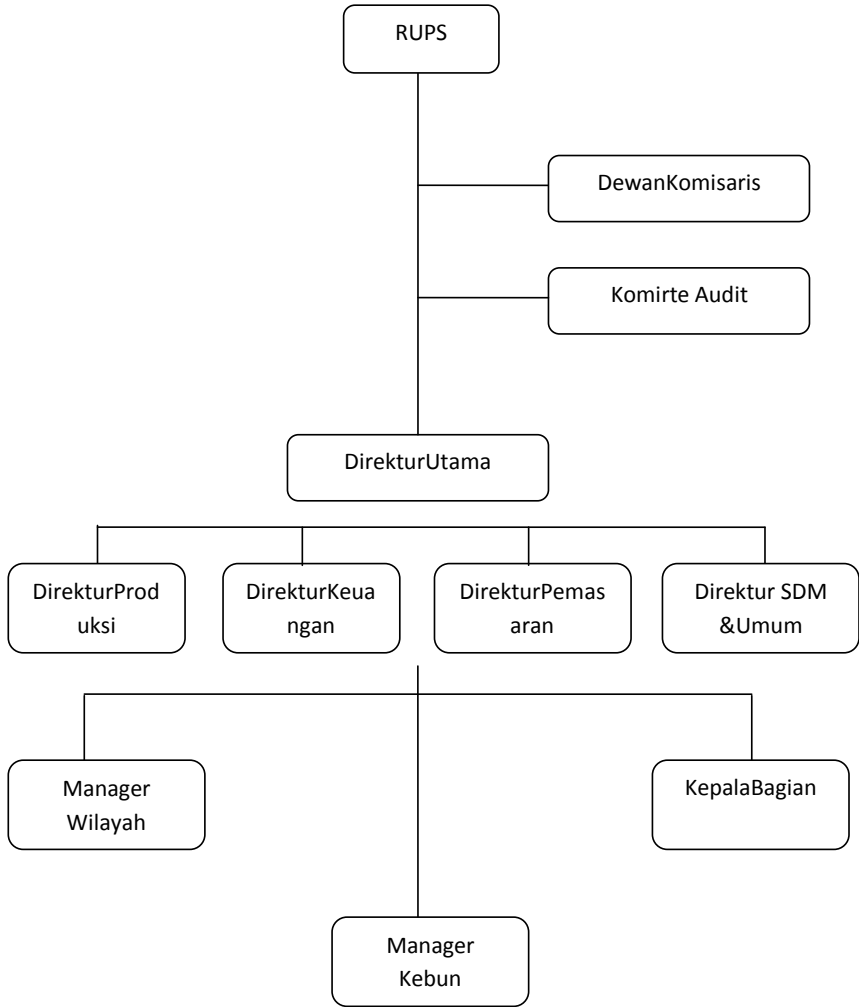 RUPS
DewanKomisaris
Komirte Audit
DirekturUtama
DirekturProd
uksi
DirekturKeua
ngan
DirekturPemas
aran
Direktur SDM
&Umum
Manager
Wilayah
KepalaBagian
Manager
Kebun